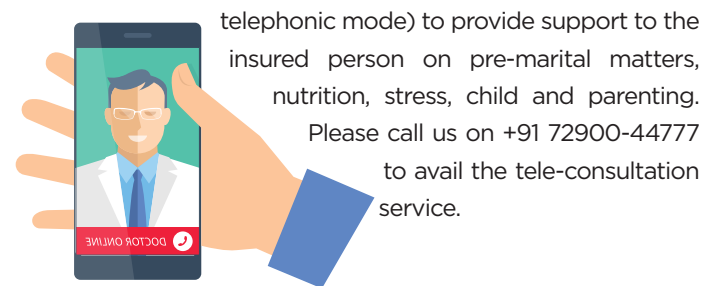 telephonic mode) to provide support to the
insured person on pre-marital matters,
nutrition, stress, child and parenting.
Please call us on +91 72900-44777
to avail the tele-consultation
service.
DOCTOR ONLINE